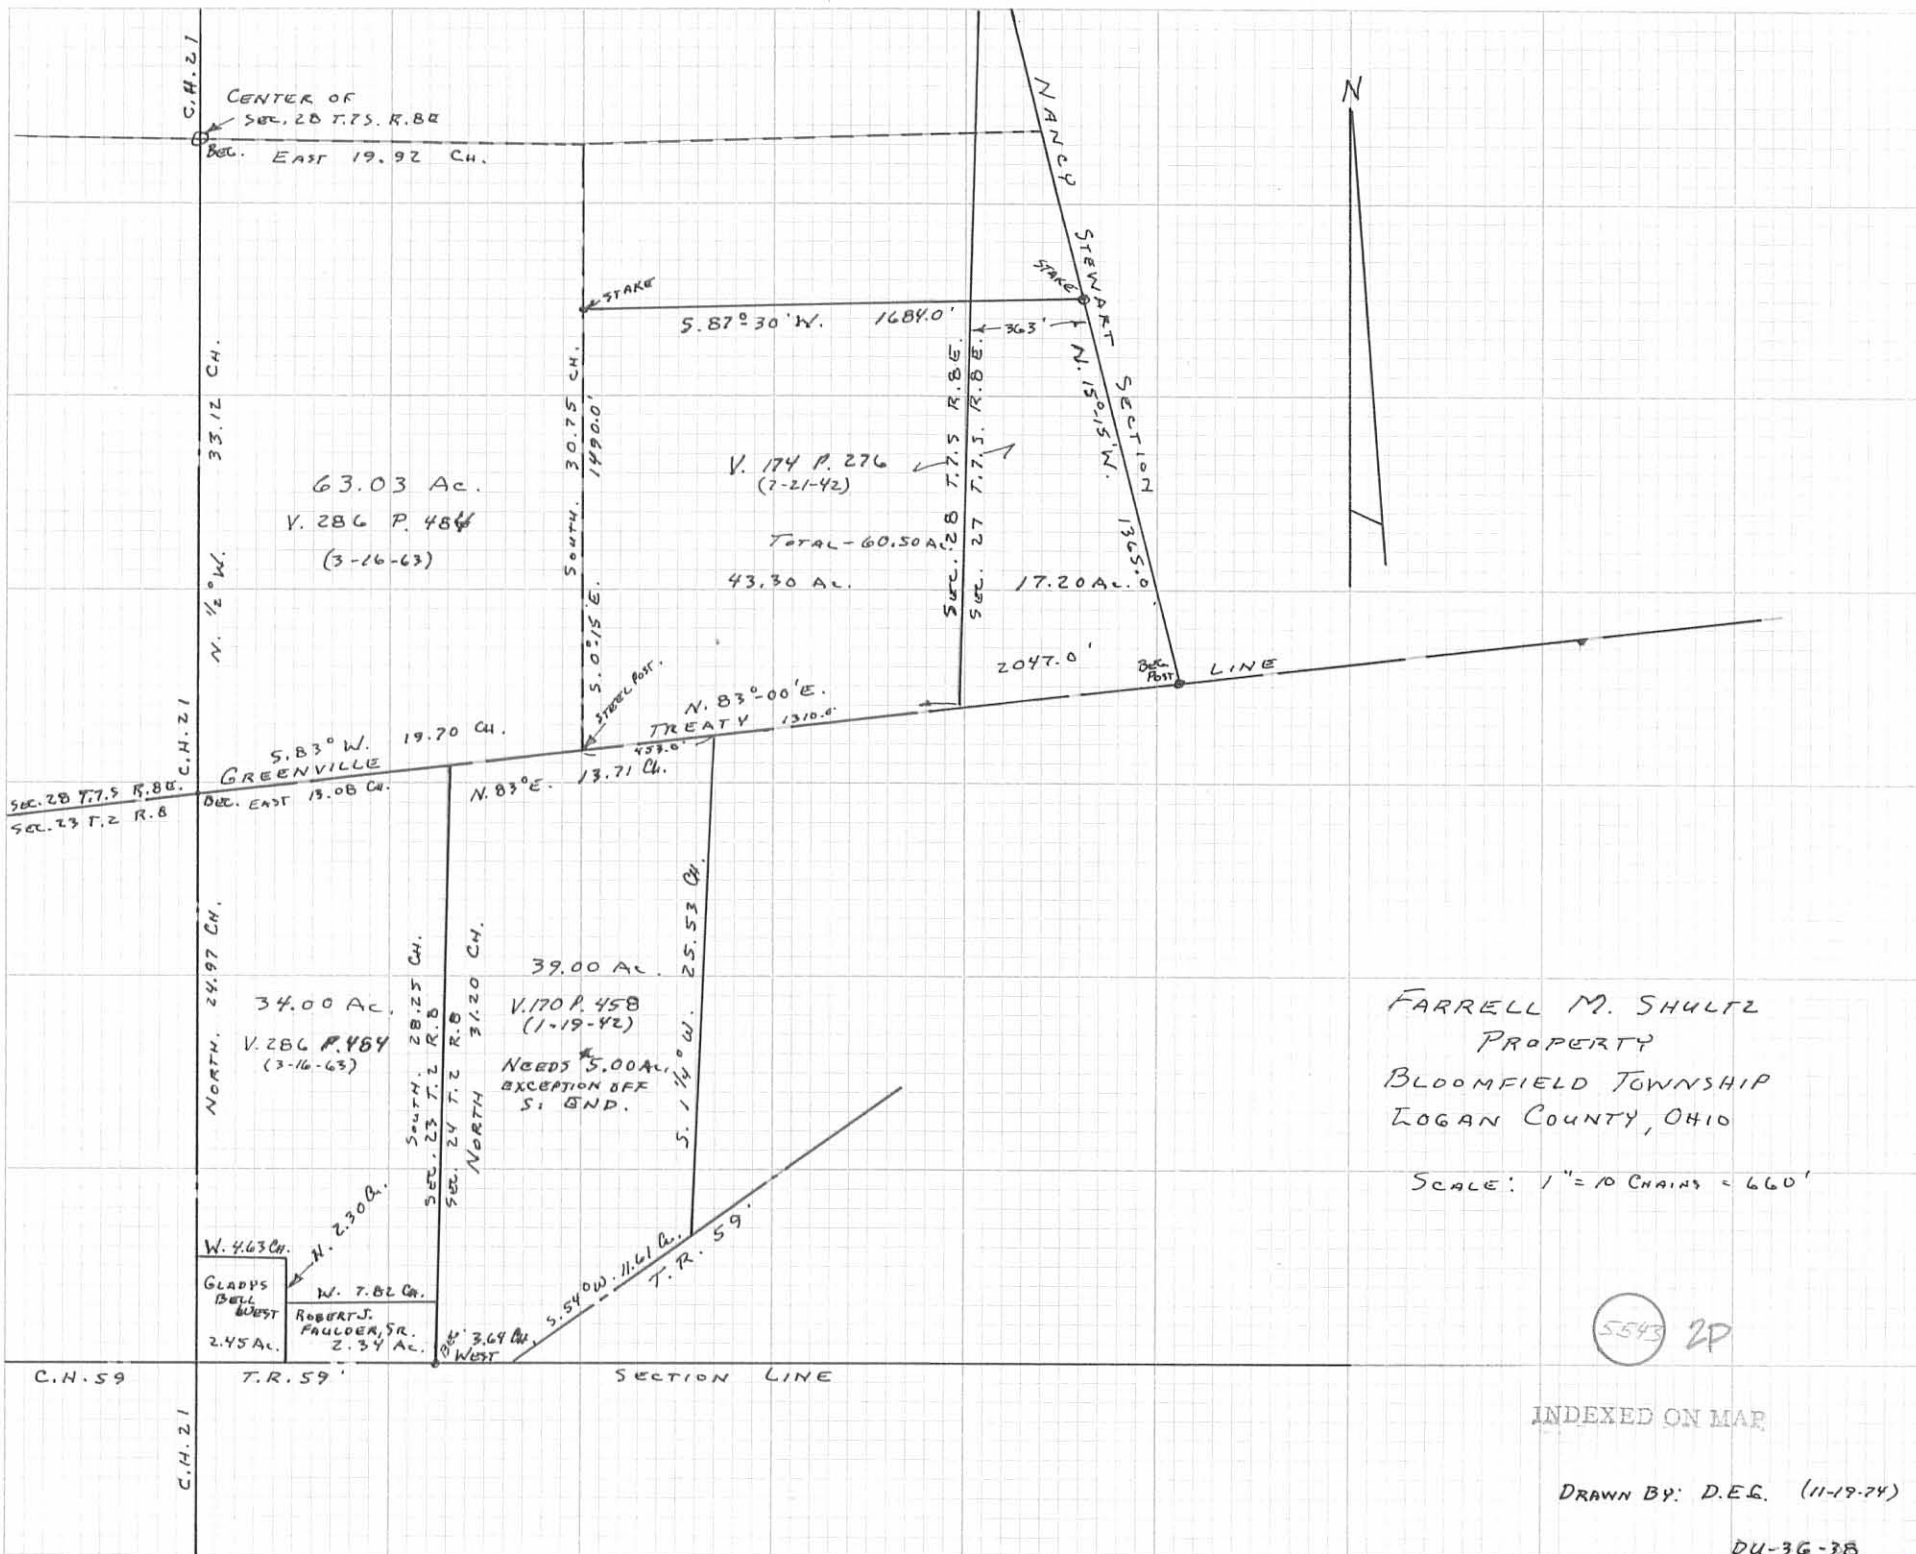 C.H.21
CENTER OF
SEC. 28 T.7S. R.8E
BEG. EAST 19.92 CH.
N
NANCY STEWART SECTION
STAKE
STAKE
S.87°-30'W. 1684.0'
363'
33.12 CH.
N. 1/2° W.
SOUTH. 30.75 CH.
1490.0'
S.0°-15'E.
SEC. 28 T.7.S R.8E.
SEC. 27 T.7.S. R.8E.
N.15°-15'W. 1365.0'
63.03 AC.
V. 286 P. 484
(3-16-63)
V. 174 P. 276
(7-21-42)
TOTAL - 60.50 AC.
43.30 AC.
17.20 AC.
2047.0'
BEG. POST
LINE
STEEL POST.
N. 83°-00'E.
TREATY 1310.0'
453.0'
C.H.21
S.83°W. 19.70 CH.
GREENVILLE
N.83°E. 13.71 CH.
SEC.28 T.7.S R.8E.
BEG. EAST 13.08 CH.
SEC.23 T.2 R.8
NORTH. 24.97 CH.
SOUTH. 28.25 CH.
SEC. 23 T.2 R.8
SEC. 24 T.2 R.8
NORTH 31.20 CH.
S. 1 1/4° W. 25.53 CH.
34.00 AC.
V.286 P.484
(3-16-63)
39.00 AC.
V.170 P. 458
(1-19-42)
NEEDS 5.00 AC.
EXCEPTION OFF
S. END.
FARRELL M. SHULTZ
PROPERTY
BLOOMFIELD TOWNSHIP
LOGAN COUNTY, OHIO
SCALE: 1" = 10 CHAINS = 660'
N. 2.30 CH.
W. 4.63 CH.
GLADYS
BELL
WEST
2.45 AC.
W. 7.82 CH.
ROBERT J.
FAULDER, SR.
2.34 AC.
S.54°W. 11.61 CH.
T.R. 59.
BEG. 3.64 CH.
WEST
C.H.59
T.R.59
SECTION LINE
C.H.21
5543 2P
INDEXED ON MAP
DRAWN BY: (11-19-74)
DU-36-38